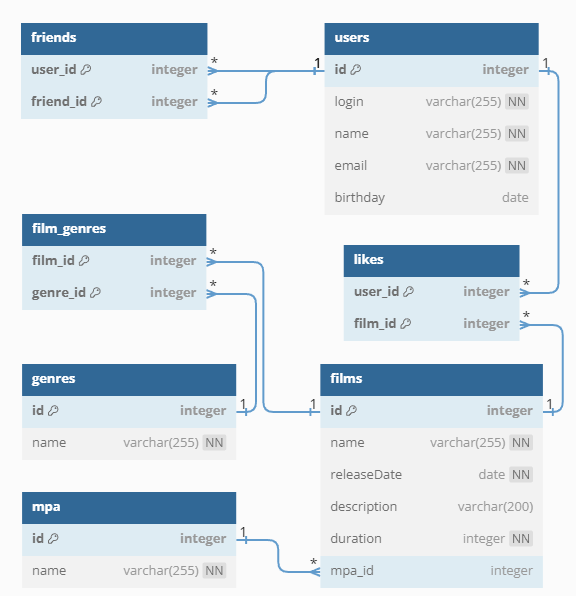 friends
user_id integer
friend_id integer
* 
*
1
users
id integer
login varchar(255) NN
name varchar(255) NN
email varchar(255) NN
birthday date
1
film_genres
film_id integer
genre_id integer
*
*
likes
user_id integer
film_id integer
*
*
genres
id integer
name varchar(255) NN
1
1
films
id integer
name varchar(255) NN
releaseDate date NN
description varchar(200)
duration integer NN
mpa_id integer
1
mpa
id integer
name varchar(255) NN
1
*